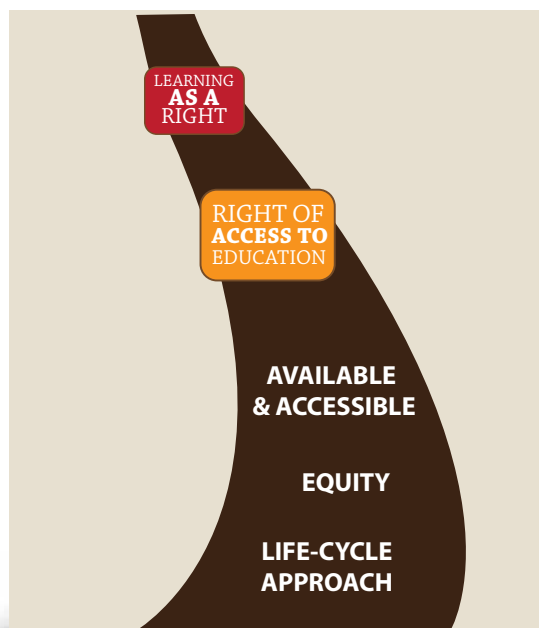 LEARNING
AS A
RIGHT
RIGHT OF
ACCESS TO
EDUCATION
AVAILABLE
& ACCESSIBLE
EQUITY
LIFE-CYCLE
APPROACH